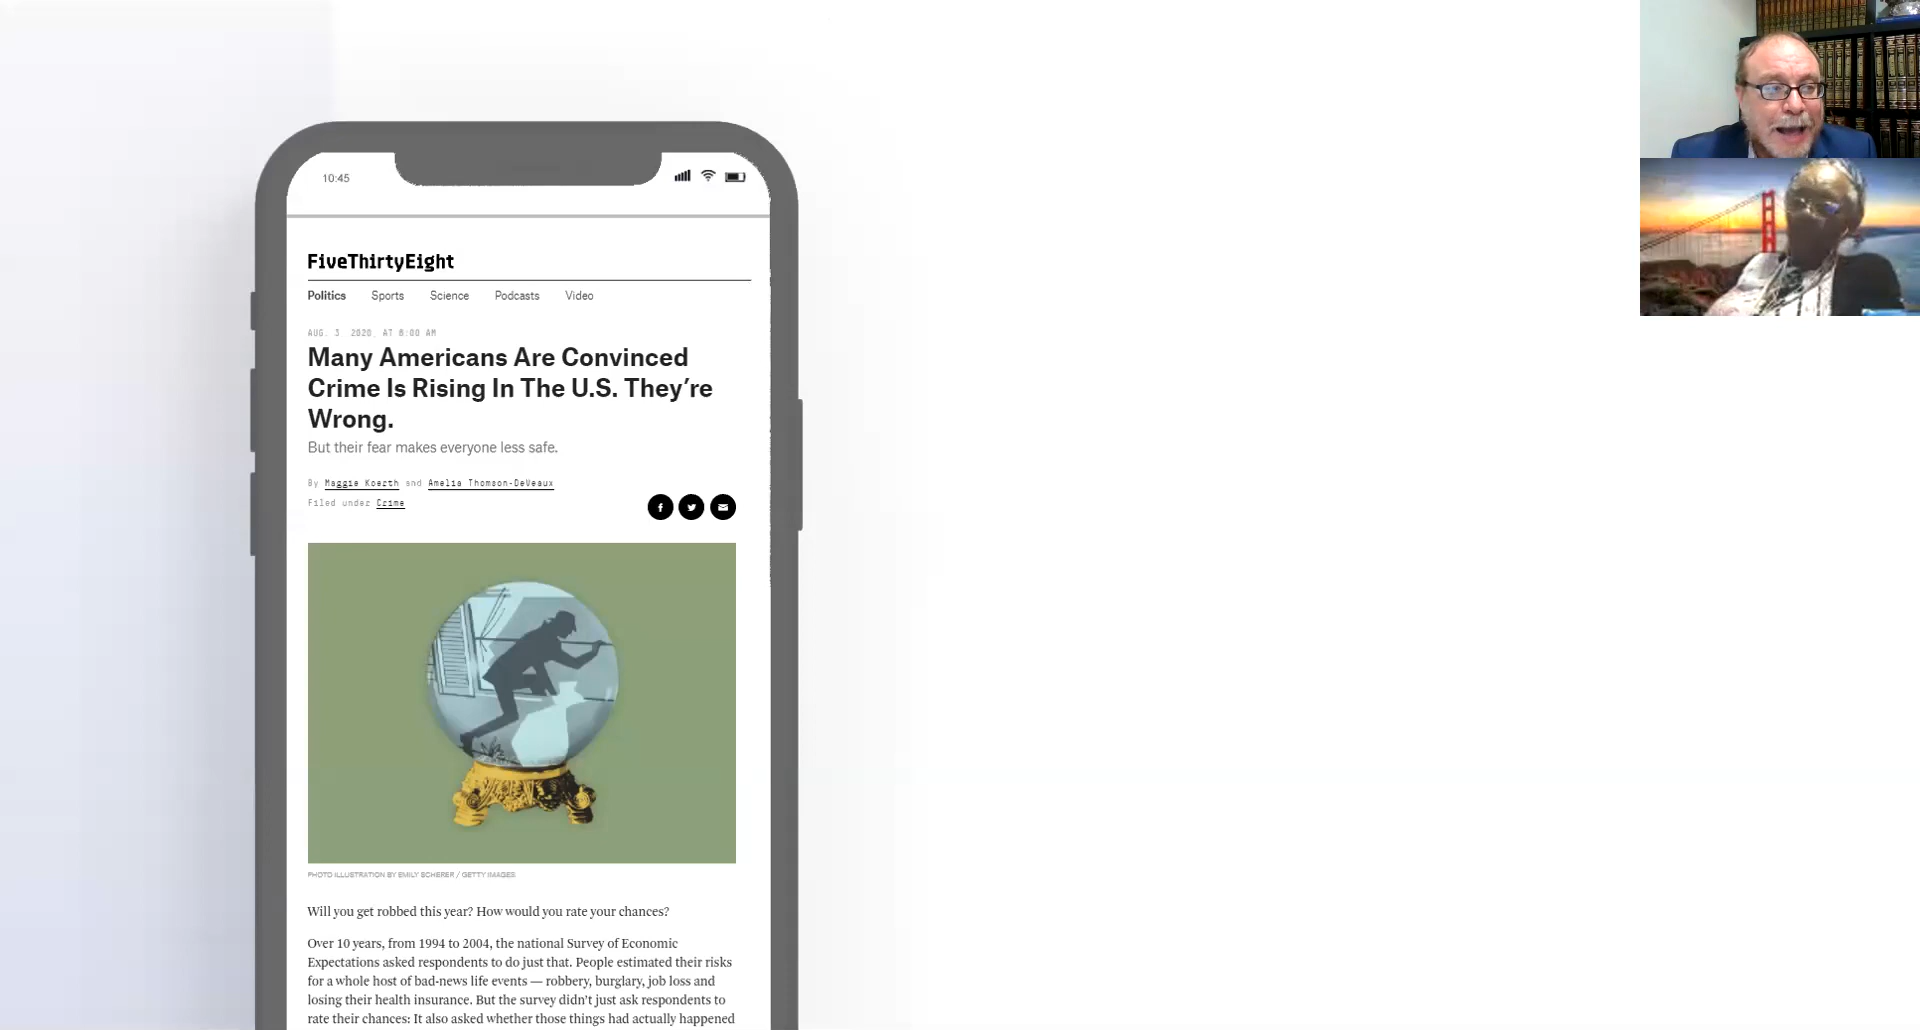 10:45
FiveThirtyEight
Politics Sports Science Podcasts Video
AUG. 3, 2020, AT 6:00 AM
Many Americans Are Convinced
Crime Is Rising In The U.S. They’re
Wrong.
But their fear makes everyone less safe.
By Maggie Koerth and Amelia Thomson-DeVeaux
Filed under Crime
PHOTO ILLUSTRATION BY EMILY SCHERER / GETTY IMAGES
Will you get robbed this year? How would you rate your chances?
Over 10 years, from 1994 to 2004, the national Survey of Economic
Expectations asked respondents to do just that. People estimated their risks
for a whole host of bad-news life events — robbery, burglary, job loss and
losing their health insurance. But the survey didn’t just ask respondents to
rate their chances: It also asked whether those things had actually happened